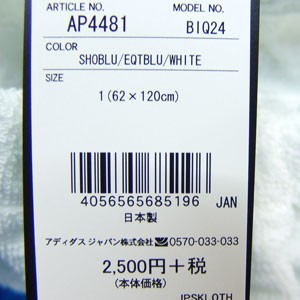 ARTICLE NO. MODEL NO.
AP4481 BIQ24
COLOR
SHOBLU/EQTBLU/WHITE
SIZE
1(62×120cm)
4056565685196 JAN
日本製
アディダス ジャパン株式会社 0570-033-033
2,500円+税
(本体価格)
IPSKLOTH